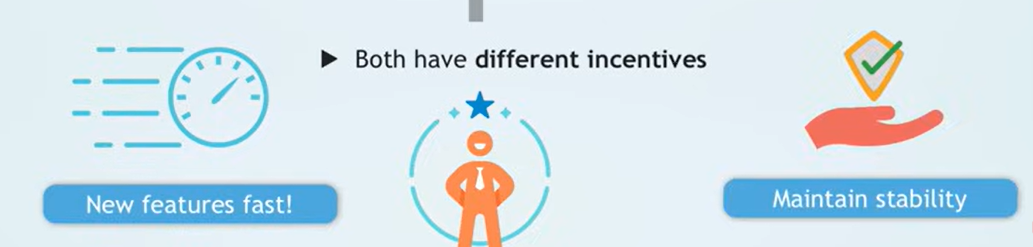 ▶ Both have different incentives
New features fast!
Maintain stability